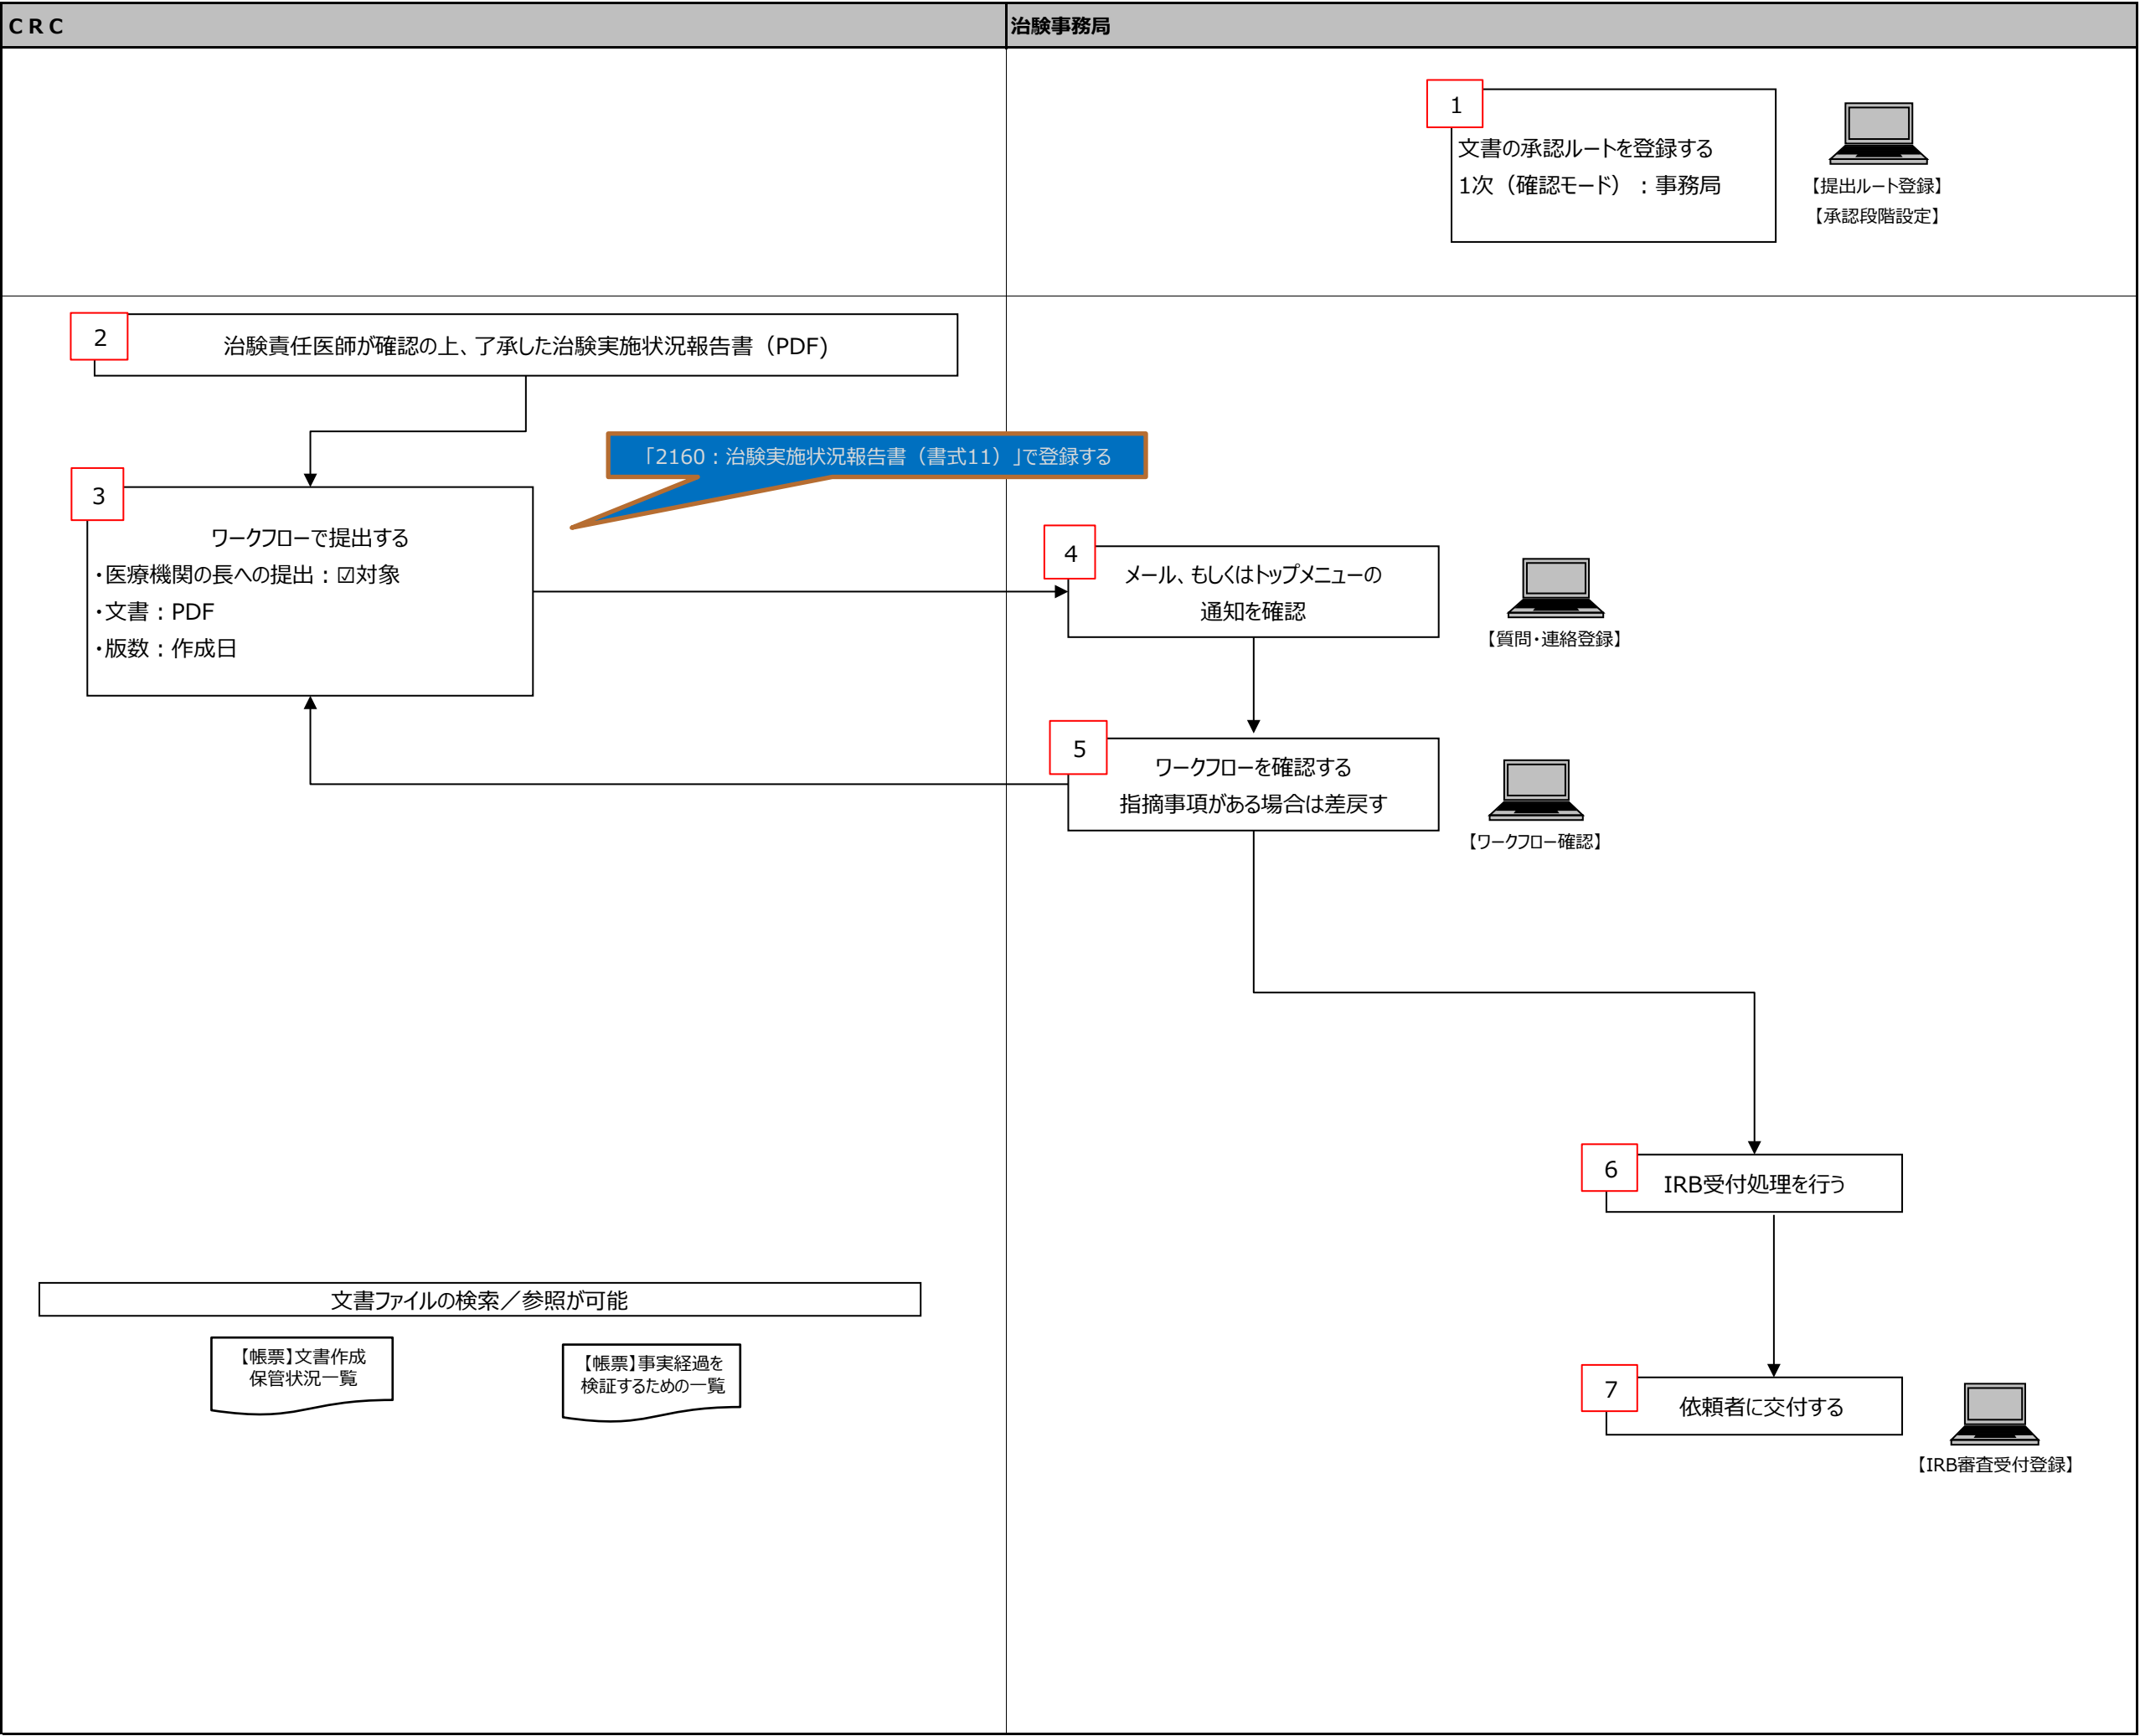 ＣＲＣ
治験事務局
1
文書の承認ルートを登録する
1次（確認モード）：事務局
【提出ルート登録】
【承認段階設定】
2
治験責任医師が確認の上、了承した治験実施状況報告書（PDF)
「2160：治験実施状況報告書（書式11）」で登録する
3
ワークフローで提出する
・医療機関の長への提出：☑対象
・文書：PDF
・版数：作成日
4
メール、もしくはトップメニューの
通知を確認
【質問・連絡登録】
5
ワークフローを確認する
指摘事項がある場合は差戻す
【ワークフロー確認】
6
IRB受付処理を行う
文書ファイルの検索／参照が可能
【帳票】文書作成
保管状況一覧
【帳票】事実経過を
検証するための一覧
7
依頼者に交付する
【IRB審査受付登録】